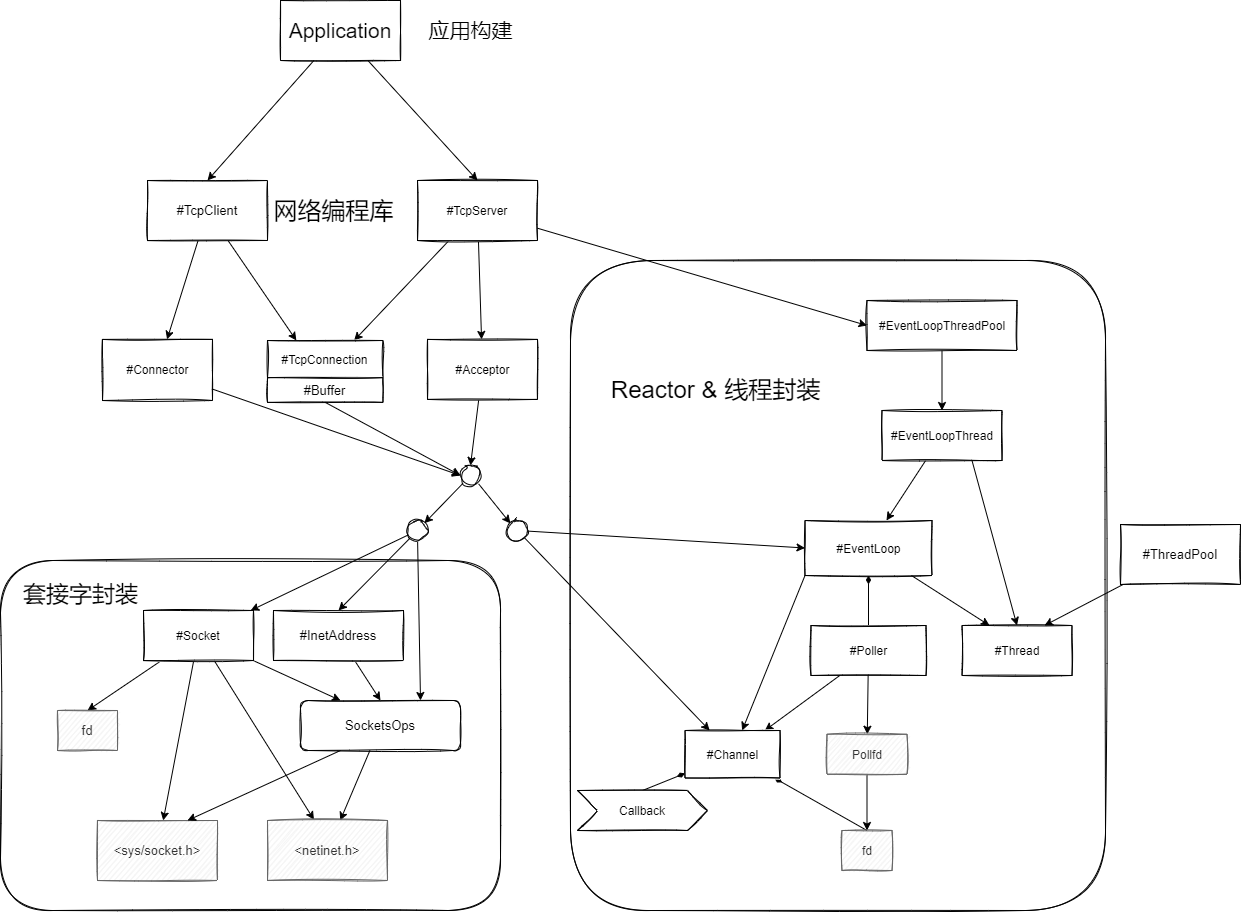 Application
应用构建
#TcpClient
网络编程库
#TcpServer
#EventLoopThreadPool
#Connector
#TcpConnection
#Buffer
#Acceptor
Reactor & 线程封装
#EventLoopThread
#EventLoop
#ThreadPool
套接字封装
#Socket
#InetAddress
#Poller
#Thread
fd
SocketsOps
#Channel
Pollfd
Callback
<sys/socket.h>
<netinet.h>
fd